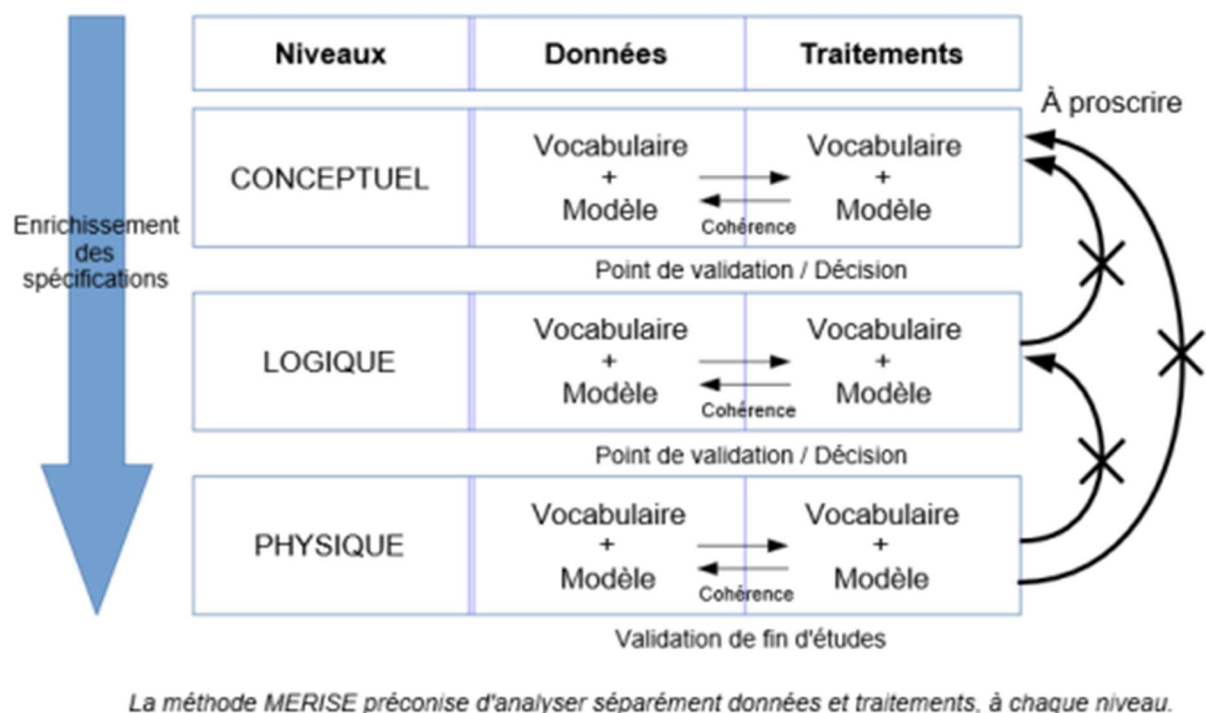 Niveaux Données Traitements
À proscrire
Vocabulaire Vocabulaire
CONCEPTUEL + +
Modèle Modèle
Cohérence
Enrichissement
des
spécifications
Point de validation / Décision
Vocabulaire Vocabulaire
LOGIQUE + +
Modèle Modèle
Cohérence
Point de validation / Décision
Vocabulaire Vocabulaire
PHYSIQUE + +
Modèle Modèle
Cohérence
Validation de fin d'études
La méthode MERISE préconise d'analyser séparément données et traitements, à chaque niveau.